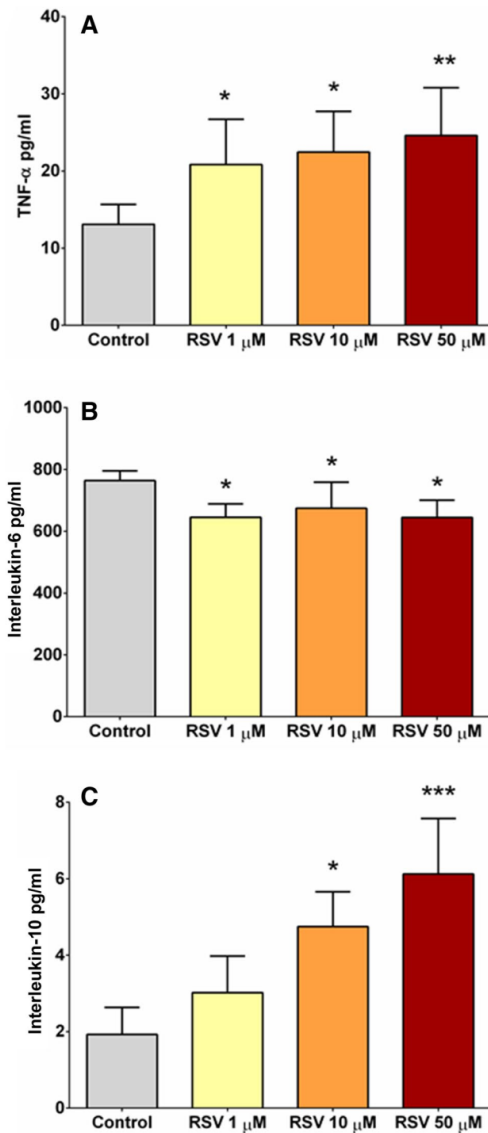 A
40
30
20
10
0
TNF-α pg/ml
* * **
Control RSV 1 μM RSV 10 μM RSV 50 μM
B
1000
800
600
400
200
0
Interleukin-6 pg/ml
* * *
Control RSV 1 μM RSV 10 μM RSV 50 μM
C
8
6
4
2
0
Interleukin-10 pg/ml
* ***
Control RSV 1 μM RSV 10 μM RSV 50 μM